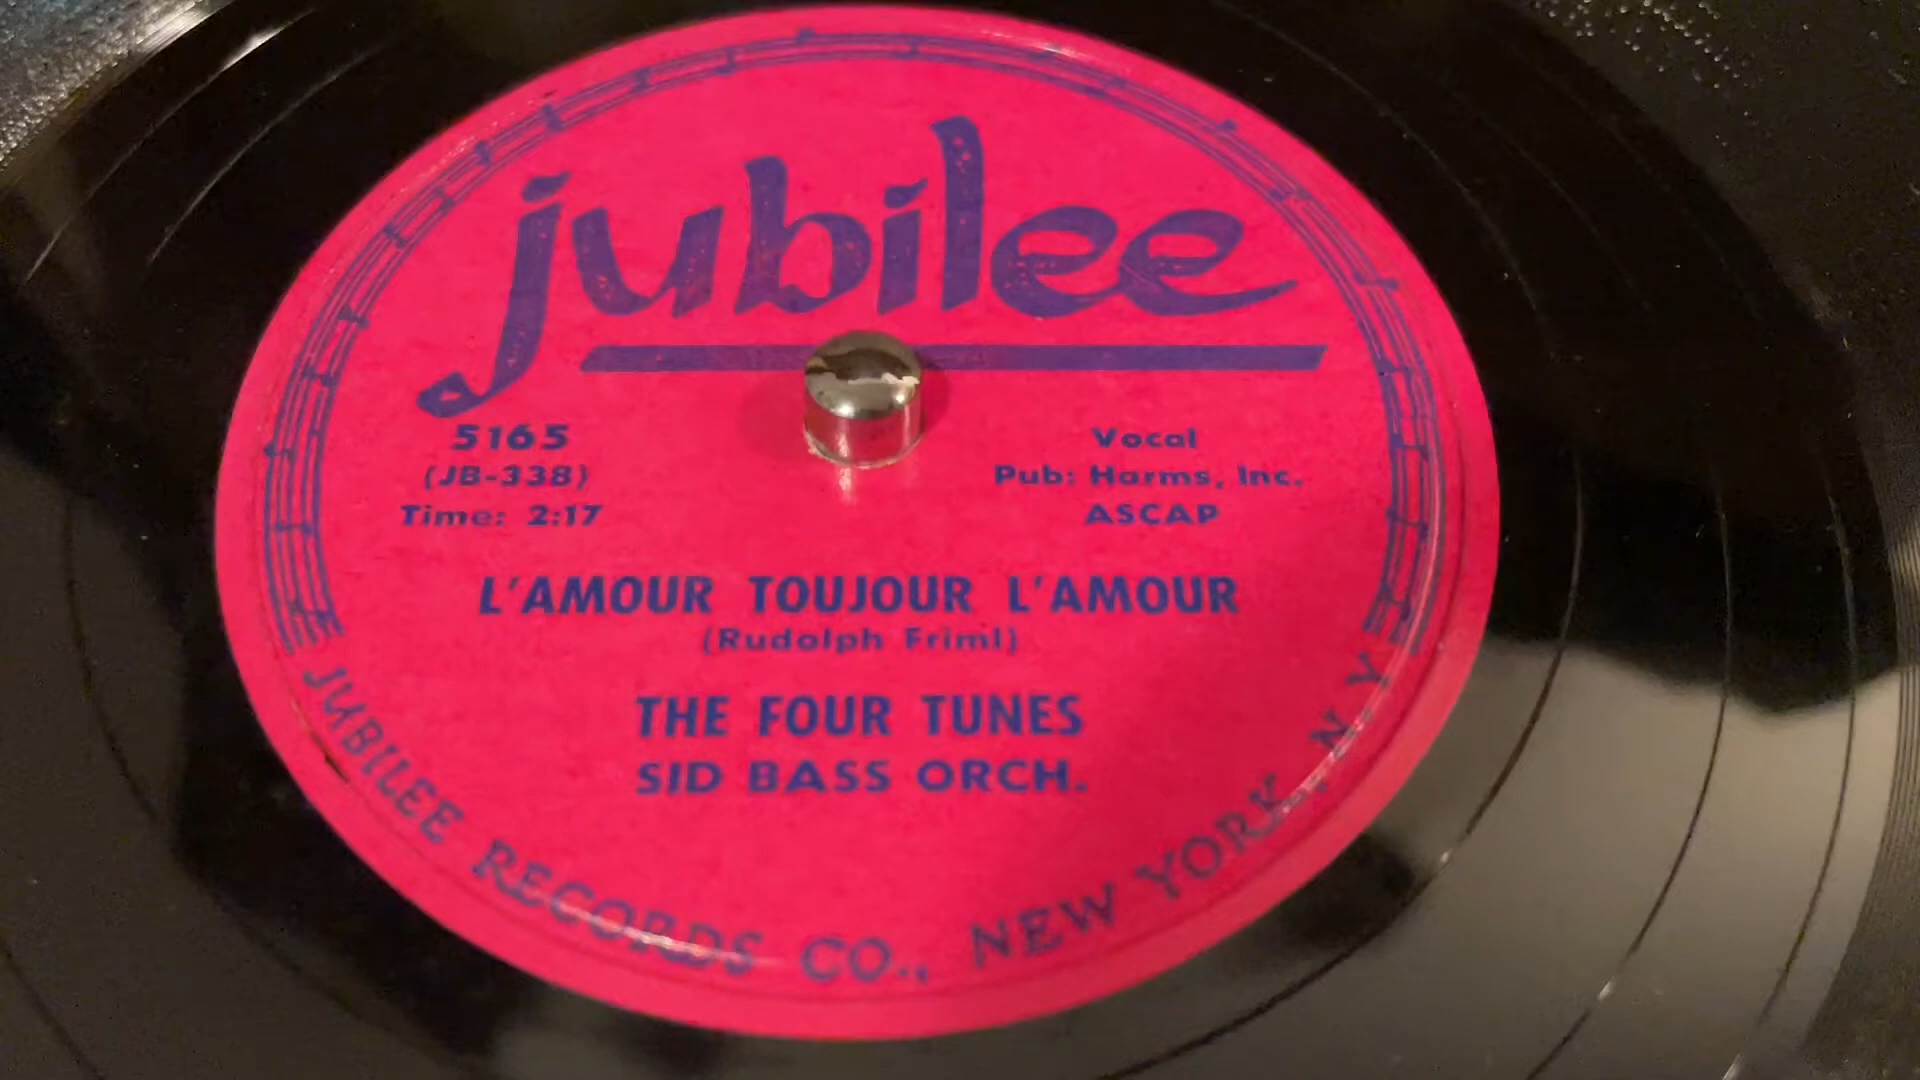 jubilee
5165
(JB-338)
Time: 2:17
Vocal
Pub: Harms, Inc.
ASCAP
L'AMOUR TOUJOUR L'AMOUR
(Rudolph Friml)
THE FOUR TUNES
SID BASS ORCH.
JUBILEE RECORDS CO., NEW YORK, N.Y.